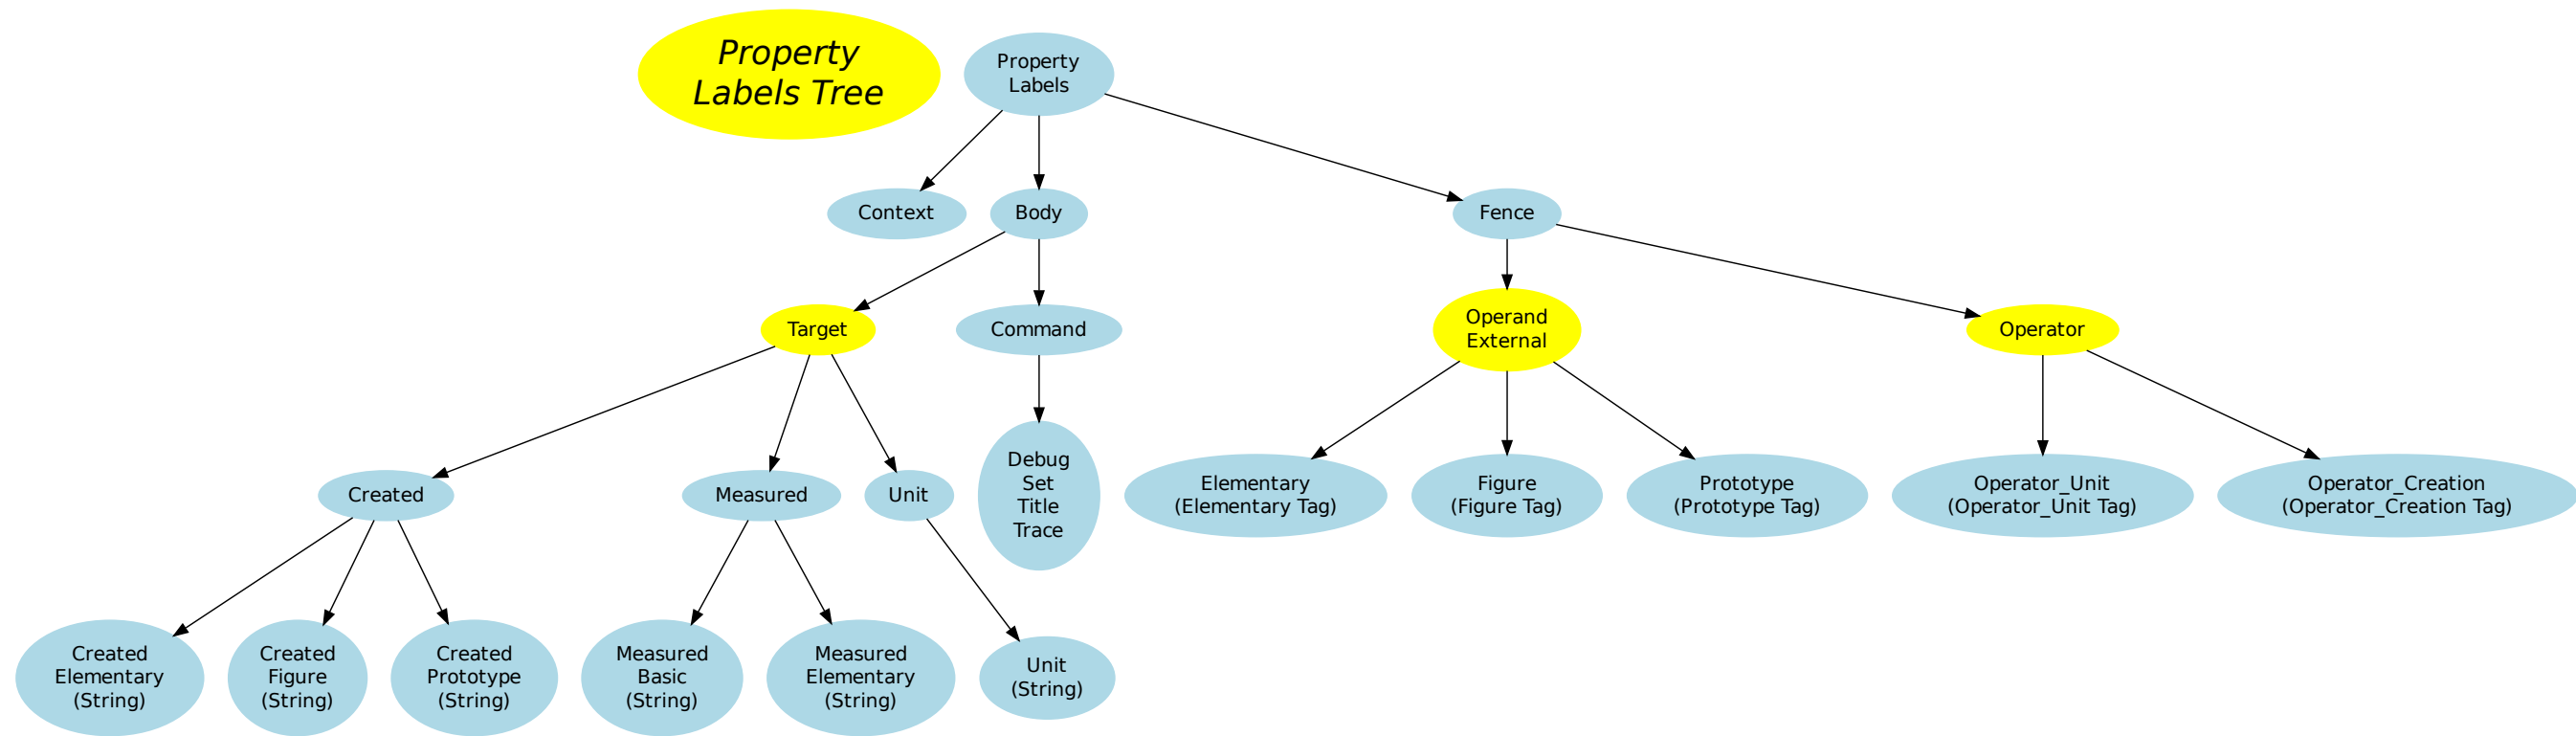 Property
Labels Tree
Property
Labels
Context
Body
Fence
Target
Command
Operand
External
Operator
Created
Measured
Unit
Debug
Set
Title
Trace
Elementary
(Elementary Tag)
Figure
(Figure Tag)
Prototype
(Prototype Tag)
Operator_Unit
(Operator_Unit Tag)
Operator_Creation
(Operator_Creation Tag)
Created
Elementary
(String)
Created
Figure
(String)
Created
Prototype
(String)
Measured
Basic
(String)
Measured
Elementary
(String)
Unit
(String)